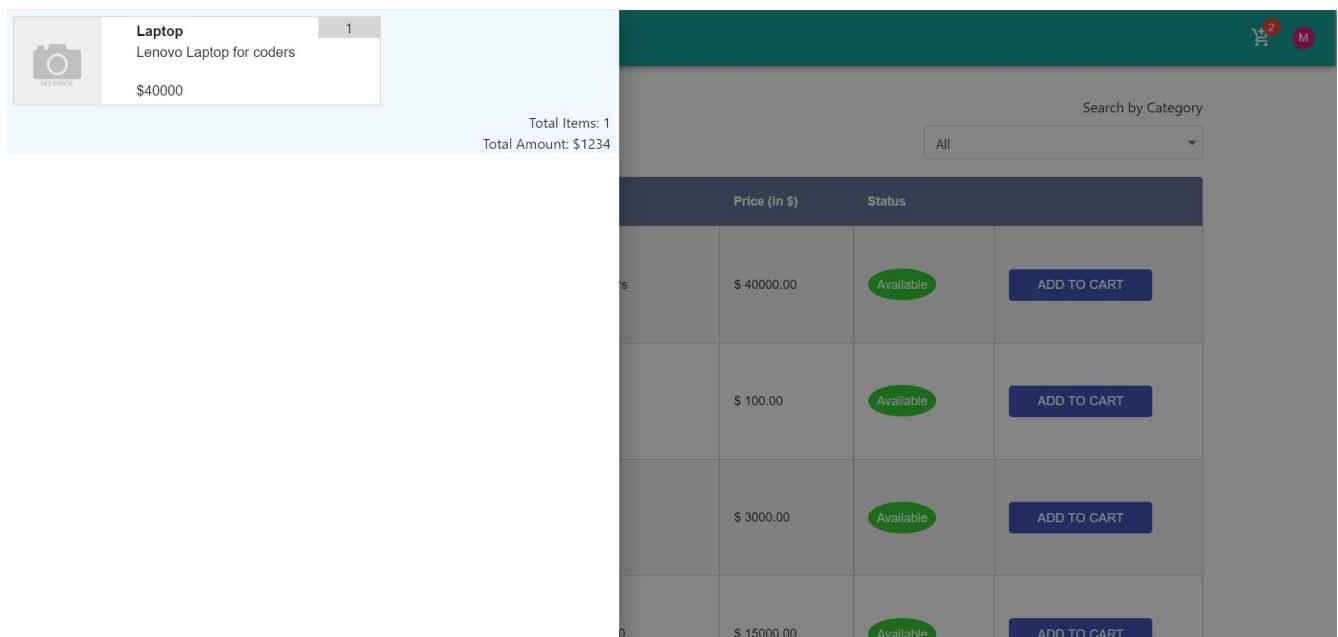 Laptop
1
Lenovo Laptop for coders
NO IMAGE
$40000
Total Items: 1
Total Amount: $1234
2
M
Search by Category
All
Price (in $)
Status
rs
$ 40000.00
Available
ADD TO CART
$ 100.00
Available
ADD TO CART
$ 3000.00
Available
ADD TO CART
0
$ 15000.00
Available
ADD TO CART